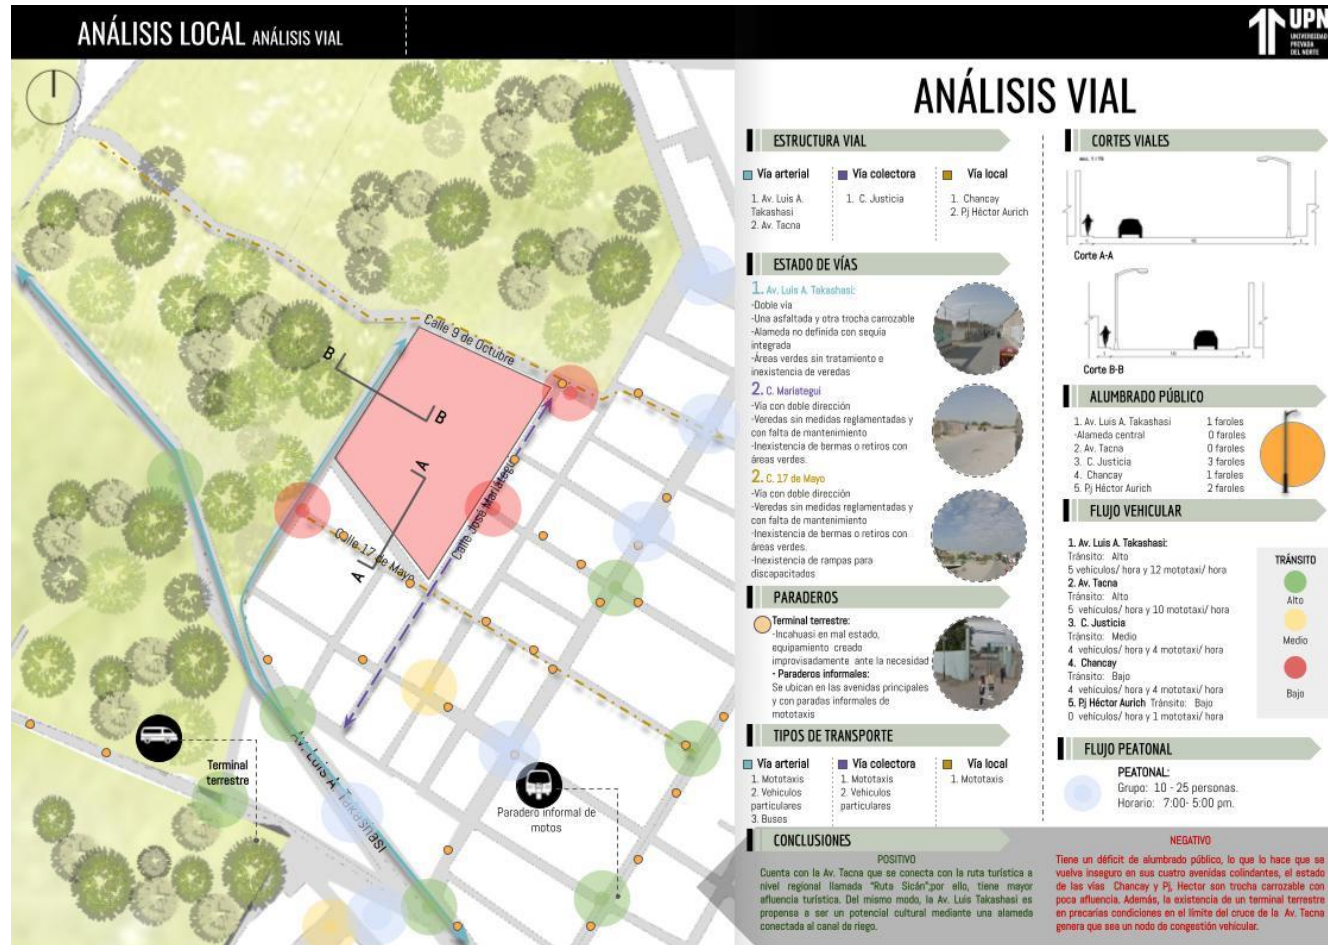 ANÁLISIS LOCAL ANÁLISIS VIAL
UPN
UNIVERSIDAD
PRIVADA
DEL NORTE
Calle 9 de Octubre
B
B
A
A
Calle José Mariátegui
Calle 17 de Mayo
Av. Luis A. Takashasi
Terminal
terrestre
Paradero informal de
motos
ANÁLISIS VIAL
ESTRUCTURA VIAL
Vía arterial
1. Av. Luis A.
Takashasi
2. Av. Tacna
Vía colectora
1. C. Justicia
Vía local
1. Chancay
2. Pj Héctor Aurich
ESTADO DE VÍAS
1. Av. Luis A. Takashasi:
-Doble vía
-Una asfaltada y otra trocha carrozable
-Alameda no definida con sequía
integrada
-Áreas verdes sin tratamiento e
inexistencia de veredas
2. C. Mariategui
-Vía con doble dirección
-Veredas sin medidas reglamentadas y
con falta de mantenimiento
-Inexistencia de bermas o retiros con
áreas verdes.
2. C. 17 de Mayo
-Vía con doble dirección
-Veredas sin medidas reglamentadas y
con falta de mantenimiento
-Inexistencia de bermas o retiros con
áreas verdes.
-Inexistencia de rampas para
discapacitados
PARADEROS
Terminal terrestre:
-Incahuasi en mal estado,
equipamiento creado
improvisadamente ante la necesidad
- Paraderos informales:
Se ubican en las avenidas principales
y con paradas informales de
mototaxis
TIPOS DE TRANSPORTE
Vía arterial
1. Mototaxis
2. Vehiculos
particulares
3. Buses
Vía colectora
1. Mototaxis
2. Vehiculos
particulares
Vía local
1. Mototaxis
CORTES VIALES
Corte A-A
Corte B-B
ALUMBRADO PÚBLICO
1. Av. Luis A. Takashasi 1 faroles
-Alameda central 0 faroles
2. Av. Tacna 0 faroles
3. C. Justicia 3 faroles
4. Chancay 1 faroles
5. Pj Héctor Aurich 2 faroles
FLUJO VEHICULAR
1. Av. Luis A. Takashasi:
Tránsito: Alto
5 vehiculos/ hora y 12 mototaxi/ hora
2. Av. Tacna
Tránsito: Alto
5 vehículos/ hora y 10 mototaxi/ hora
3. C. Justicia
Tránsito: Medio
4 vehículos/ hora y 4 mototaxi/ hora
4. Chancay
Tránsito: Bajo
4 vehículos/ hora y 4 mototaxi/ hora
5. Pj Héctor Aurich Tránsito: Bajo
0 vehículos/ hora y 1 mototaxi/ hora
TRÁNSITO
Alto
Medio
Bajo
FLUJO PEATONAL
PEATONAL:
Grupo: 10 - 25 personas.
Horario: 7:00- 5:00 pm.
CONCLUSIONES
POSITIVO
Cuenta con la Av. Tacna que se conecta con la ruta turística a
nivel regional llamada "Ruta Sicán";por ello, tiene mayor
afluencia turística. Del mismo modo, la Av. Luis Takashasi es
propensa a ser un potencial cultural mediante una alameda
conectada al canal de riego.
NEGATIVO
Tiene un déficit de alumbrado público, lo que lo hace que se
vuelva inseguro en sus cuatro avenidas colindantes, el estado
de las vías Chancay y Pj, Hector son trocha carrozable con
poca afluencia. Además, la existencia de un terminal terrestre
en precarias condiciones en el límite del cruce de la Av. Tacna
genera que sea un nodo de congestión vehicular.